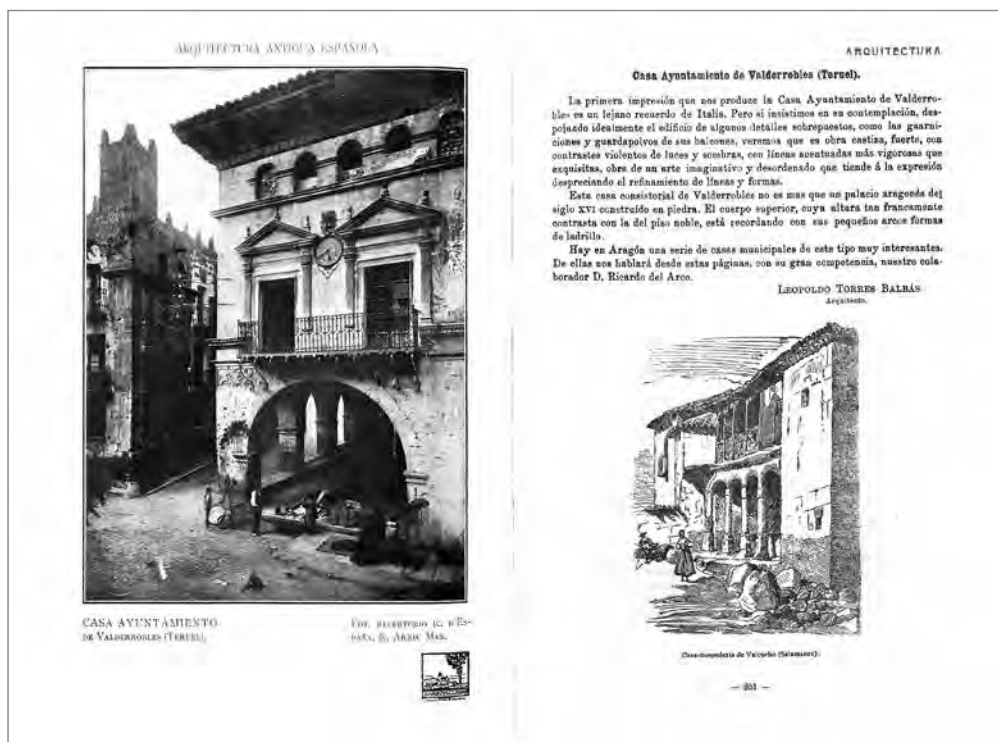 ARQUITECTURA ANTIGUA ESPAÑOLA
CASA AYUNTAMIENTO
DE VALDERROBLES (TERUEL).
FOT. REPERTORIO IC. D'ES-
PAÑA, &, ARXIU MAS.
ARQUITECTURA
Casa Ayuntamiento de Valderrobles (Teruel).
La primera impresión que nos produce la Casa Ayuntamiento de Valderro-
bles es un lejano recuerdo de Italia. Pero si insistimos en su contemplación, des-
pojando idealmente el edificio de algunos detalles sobrepuestos, como las guarni-
ciones y guardapolvos de sus balcones, veremos que es obra castiza, fuerte, con
contrastes violentos de luces y sombras, con líneas acentuadas más vigorosas que
exquisitas, obra de un arte imaginativo y desordenado que tiende á la expresión
despreciando el refinamiento de líneas y formas.
Esta casa consistorial de Valderrobles no es mas que un palacio aragonés del
siglo XVI construído en piedra. El cuerpo superior, cuya altura tan francamente
contrasta con la del piso noble, está recordando con sus pequeños arcos formas
de ladrillo.
Hay en Aragón una serie de casas municipales de este tipo muy interesantes.
De ellas nos hablará desde estas páginas, con su gran competencia, nuestro cola-
borador D. Ricardo del Arco.
LEOPOLDO TORRES BALBÁS
Arquitecto.
(Salamanca).